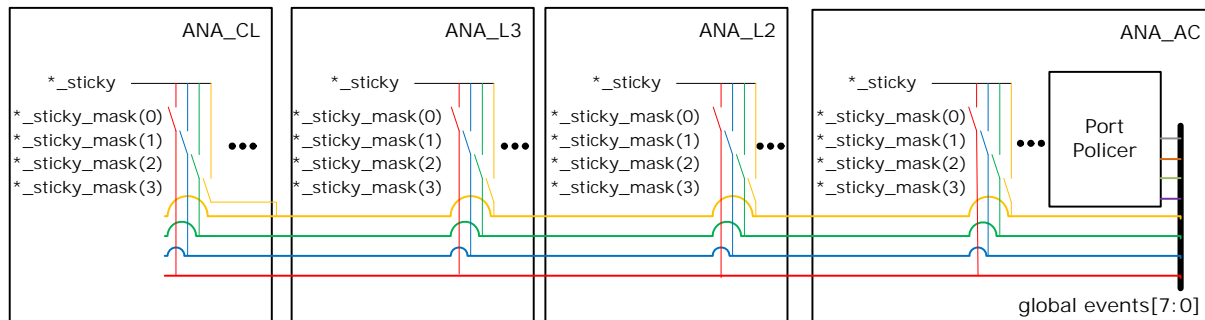 ANA_CL
*_sticky
*_sticky_mask(0)
*_sticky_mask(1)
*_sticky_mask(2)
*_sticky_mask(3)
ANA_L3
*_sticky
*_sticky_mask(0)
*_sticky_mask(1)
*_sticky_mask(2)
*_sticky_mask(3)
ANA_L2
*_sticky
*_sticky_mask(0)
*_sticky_mask(1)
*_sticky_mask(2)
*_sticky_mask(3)
ANA_AC
*_sticky
*_sticky_mask(0)
*_sticky_mask(1)
*_sticky_mask(2)
*_sticky_mask(3)
Port
Policer
global events[7:0]